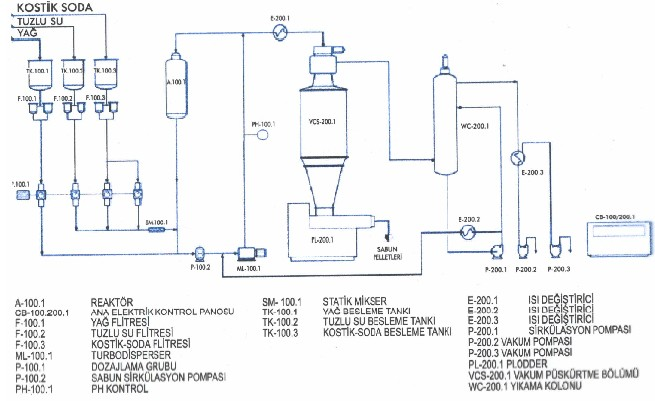 KOSTİK SODA
TUZLU SU
YAĞ
E-200.1
TK-100.1
TK-100.2
TK-100.3
A-100.1
F-100.1
F-100.2
F-100.3
PH-100.1
VCS-200.1
WC-200.1
E-200.3
P.100.1
SM-100.1
P-100.2
ML-100.1
PL-200.1
SABUN
PELLETLERİ
E-200.2
P-200.1
P-200.2
P-200.3
CB-100/200.1
A-100.1 REAKTÖR
CB-100.200.1 ANA ELEKTRİK KONTROL PANOSU
F-100.1 YAĞ FLİTRESİ
F-100.2 TUZLU SU FLİTRESİ
F-100.3 KOSTİK-SODA FLİTRESİ
ML-100.1 TURBODİSPERSER
P-100.1 DOZAJLAMA GRUBU
P-100.2 SABUN SİRKÜLASYON POMPASI
PH-100.1 PH KONTROL
SM- 100.1 STATİK MİKSER
TK-100.1 YAĞ BESLEME TANKI
TK-100.2 TUZLU SU BESLEME TANKI
TK-100.3 KOSTİK-SODA BESLEME TANKI
E-200.1 ISI DEĞİŞTİRİCİ
E-200.2 ISI DEĞİŞTİRİCİ
E-200.3 ISI DEĞİŞTİRİCİ
P-200.1 SİRKÜLASYON POMPASI
P-200.2 VAKUM POMPASI
P-200.3 VAKUM POMPASI
PL-200.1 PLODDER
VCS-200.1 VAKUM PÜSKÜRTME BÖLÜMÜ
WC-200.1 YIKAMA KOLONU